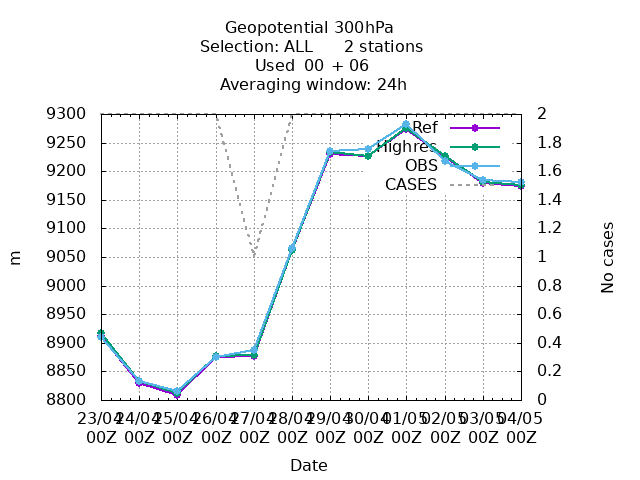 Geopotential 300hPa
Selection: ALL 2 stations
Used 00 + 06
Averaging window: 24h
9300
9250
9200
9150
9100
9050
9000
8950
8900
8850
8800
m
2
1.8
1.6
1.4
1.2
1
0.8
0.6
0.4
0.2
0
No cases
Ref
Highres
OBS
CASES
23/04 24/04 25/04 26/04 27/04 28/04 29/04 30/04 01/05 02/05 03/05 04/05
00Z 00Z 00Z 00Z 00Z 00Z 00Z 00Z 00Z 00Z 00Z 00Z
Date